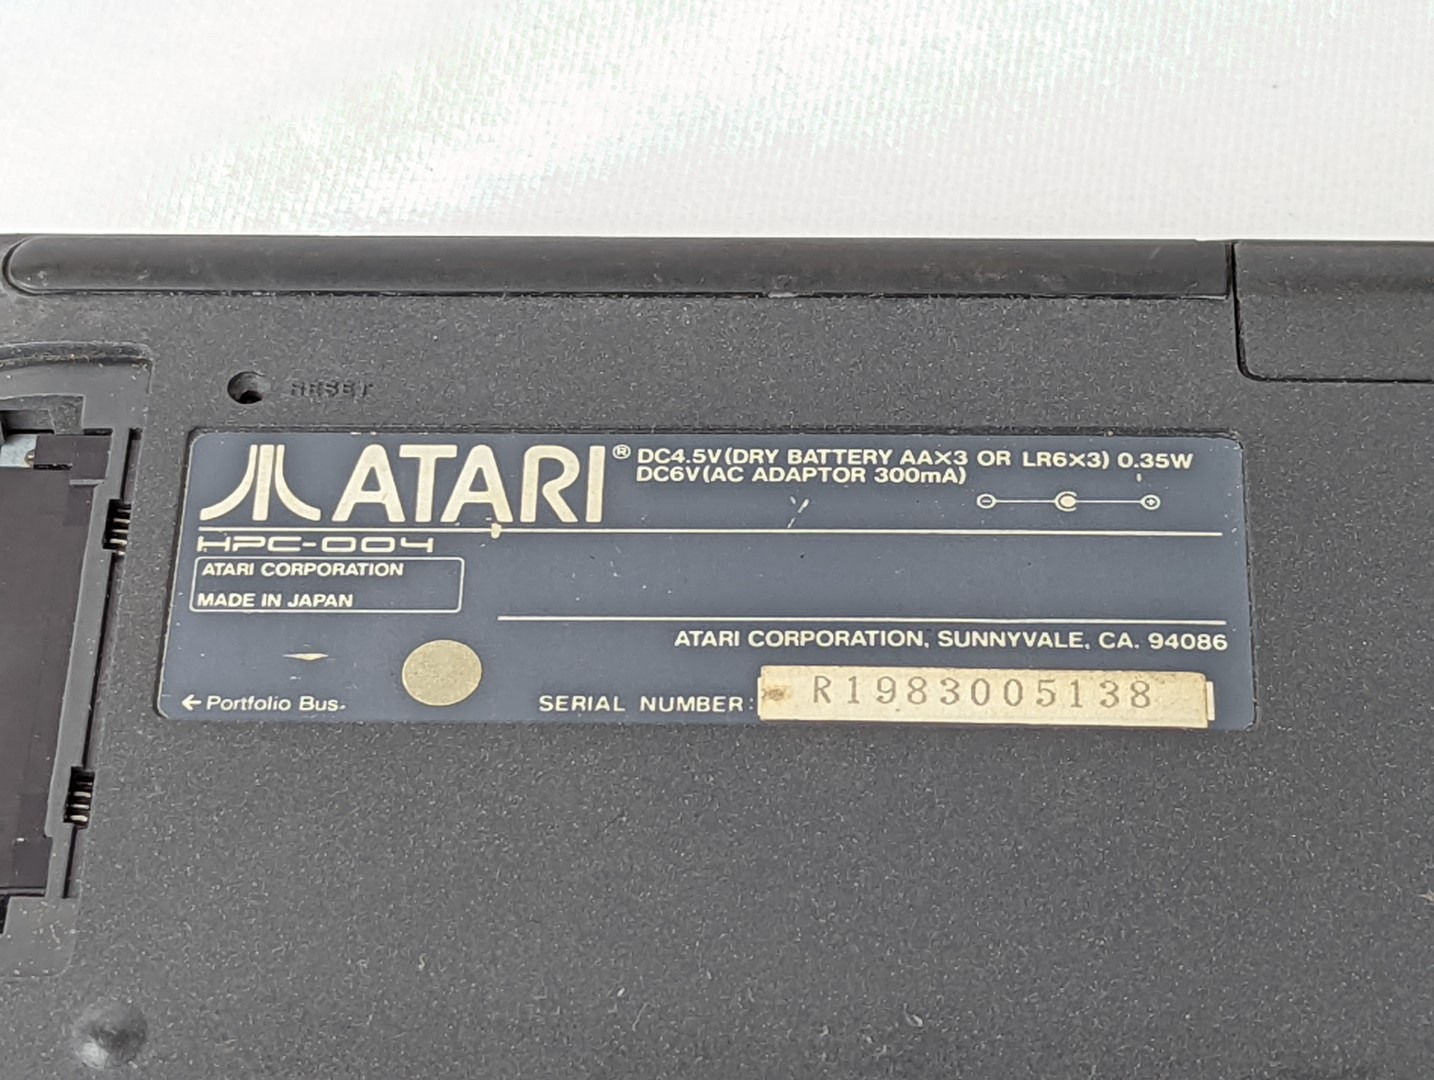 RESET
ATARI® DC4.5V(DRY BATTERY AA×3 OR LR6×3) 0.35W
DC6V(AC ADAPTOR 300mA)
HPC-004
ATARI CORPORATION
MADE IN JAPAN
ATARI CORPORATION, SUNNYVALE, CA. 94086
←Portfolio Bus.
SERIAL NUMBER: R1983005138